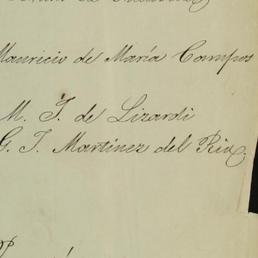 Mauricio de María Campos
M. J. de Lizardi
G. J. Martinez del Rio.